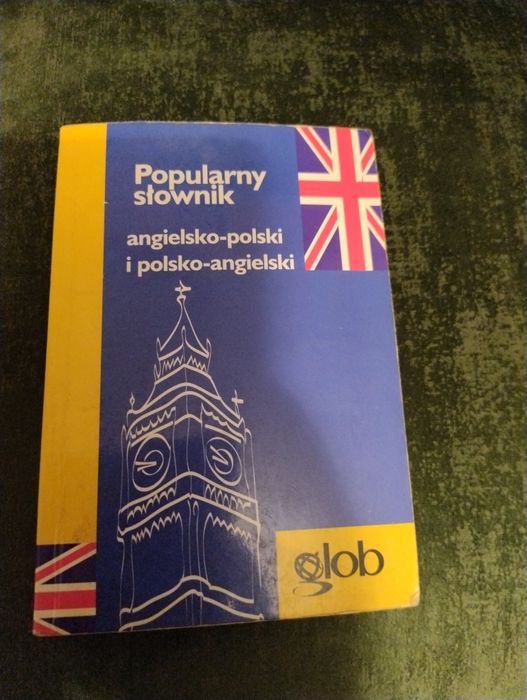 Popularny
słownik
angielsko-polski
i polsko-angielski
glob